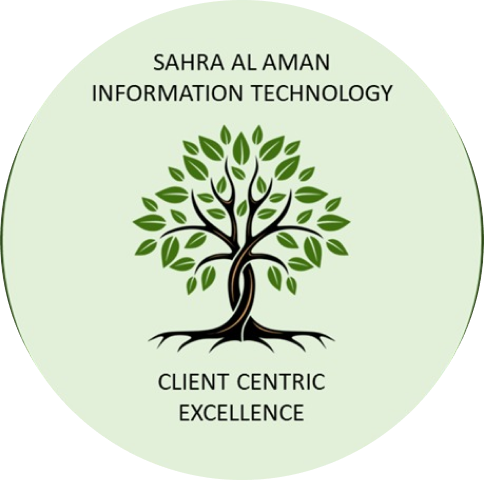 SAHRA AL AMAN
INFORMATION TECHNOLOGY
CLIENT CENTRIC
EXCELLENCE